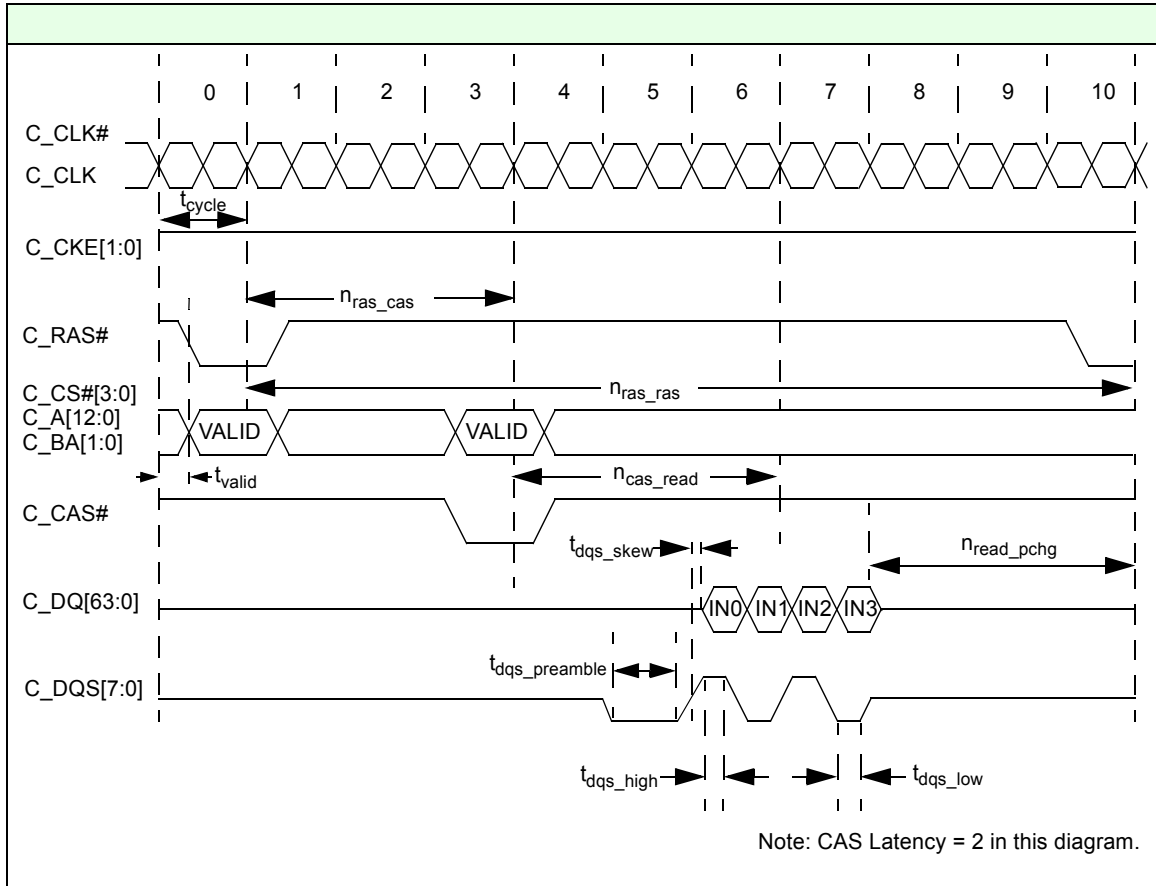 0 1 2 3 4 5 6 7 8 9 10
C_CLK#
C_CLK
tcycle
C_CKE[1:0]
nras_cas
C_RAS#
C_CS#[3:0]
nras_ras
C_A[12:0]
VALID VALID
C_BA[1:0]
tvalid
ncas_read
C_CAS#
tdqs_skew
nread_pchg
C_DQ[63:0]
IN0 IN1 IN2 IN3
tdqs_preamble
C_DQS[7:0]
tdqs_high
tdqs_low
Note: CAS Latency = 2 in this diagram.